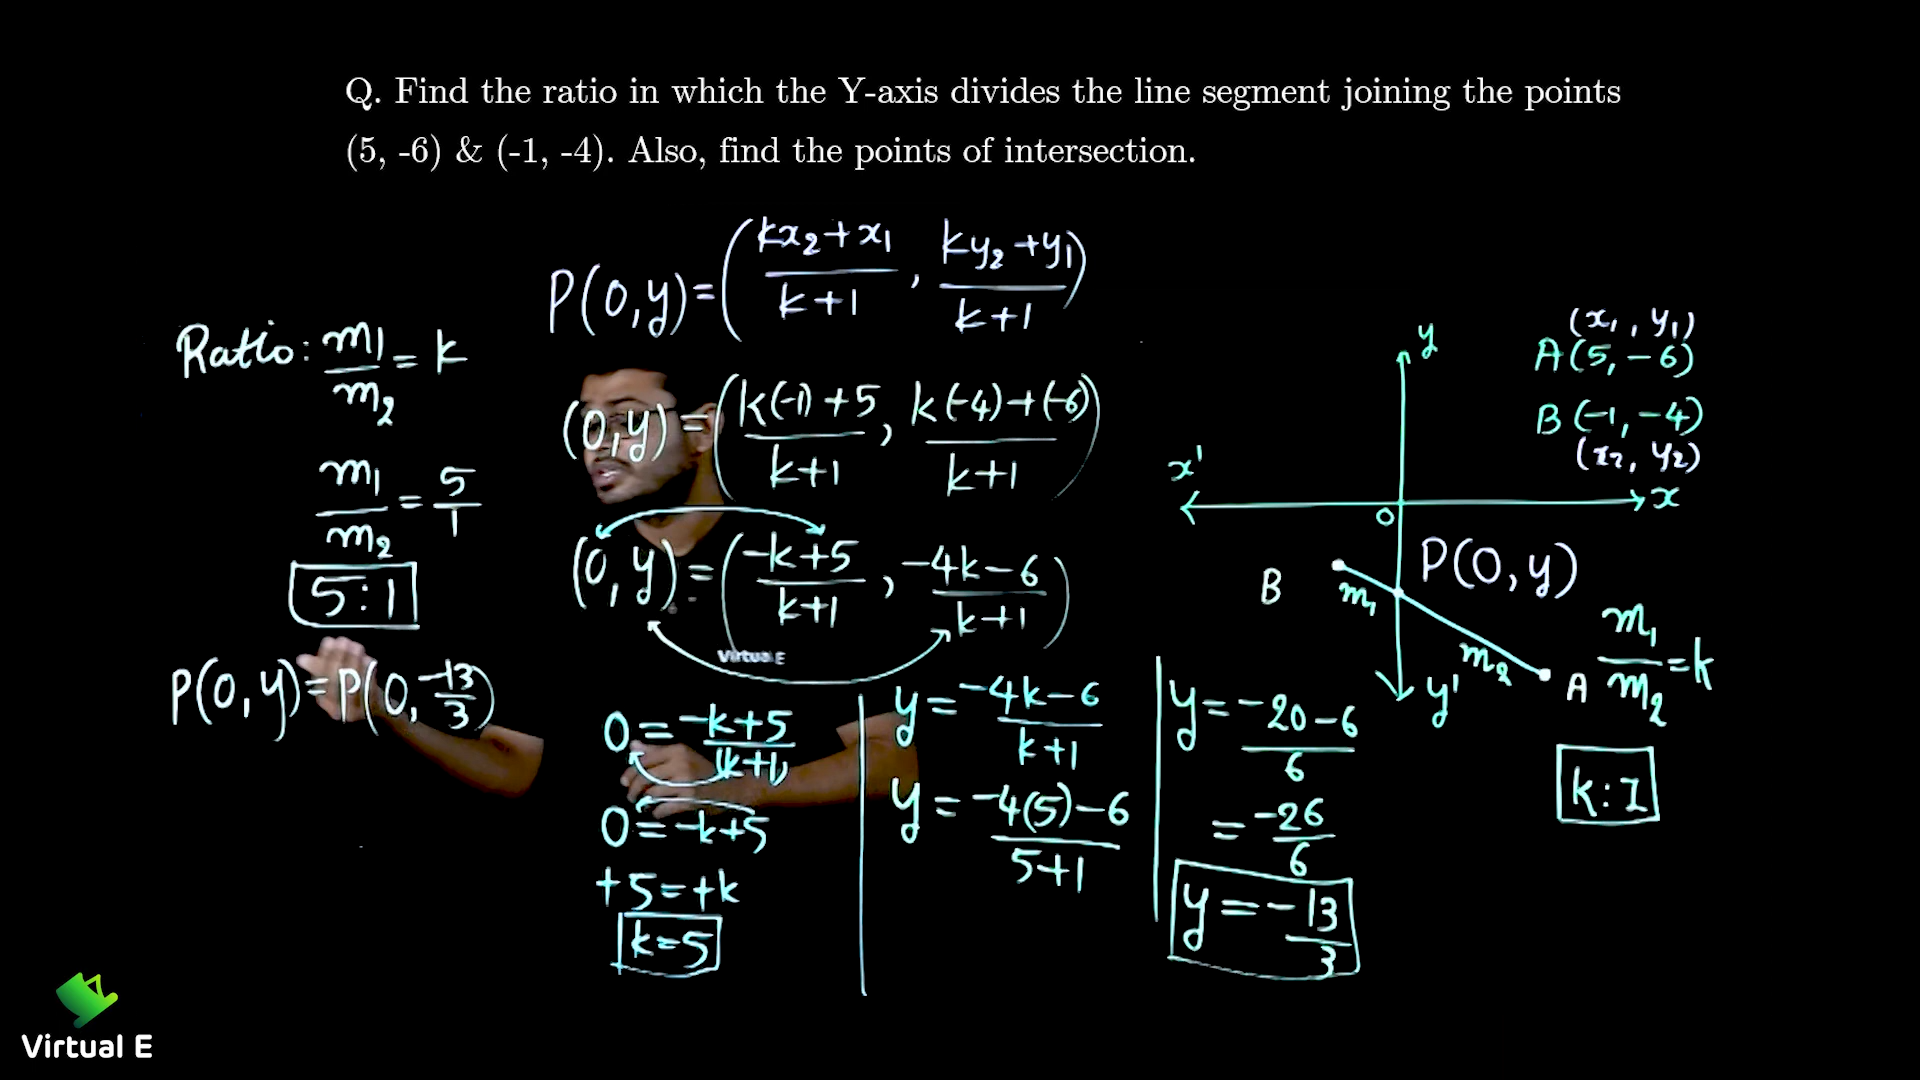 Q. Find the ratio in which the Y-axis divides the line segment joining the points
(5, -6) & (-1, -4). Also, find the points of intersection.
P(0,y)=((kx₂+x₁)/(k+1), (ky₂+y₁)/(k+1))
Ratio: m₁/m₂ = k
(0,y)=((k(-1)+5)/(k+1), (k(-4)+(-6))/(k+1))
m₁/m₂ = 5/1
5:1
(0,y)=((-k+5)/(k+1), (-4k-6)/(k+1))
Virtual E
P(0,y)=P(0,-13/3)
0=(-k+5)/(k+1)
0=-k+5
+5=+k
k=5
y=(-4k-6)/(k+1)
y=(-4(5)-6)/(5+1)
y=(-20-6)/6
=-26/6
y=-13/3
(x₁, y₁)
A(5, -6)
B(-1, -4)
(x₂, y₂)
y
x'
x
0
P(0,y)
B
m₁
m₂
A
y'
m₁/m₂=k
k:1
Virtual E